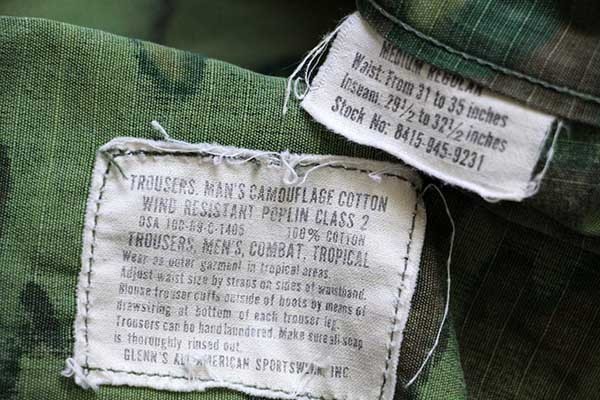 MEDIUM REGULAR
Waist: From 31 to 35 inches
Inseam: 29½ to 32½ inches
Stock No: 8415-945-9231
TROUSERS, MAN'S CAMOUFLAGE COTTON
WIND RESISTANT POPLIN CLASS 2
DSA 100-69-C-1405 100% COTTON
TROUSERS, MEN'S, COMBAT, TROPICAL
Wear as outer garment in tropical areas.
Adjust waist size by straps on sides of waistband.
Blouse trouser cuffs outside of boots by means of
drawstring at bottom of each trouser leg.
Trousers can be hand laundered. Make sure all soap
is thoroughly rinsed out.
GLENN'S ALL-AMERICAN SPORTSWEAR INC.